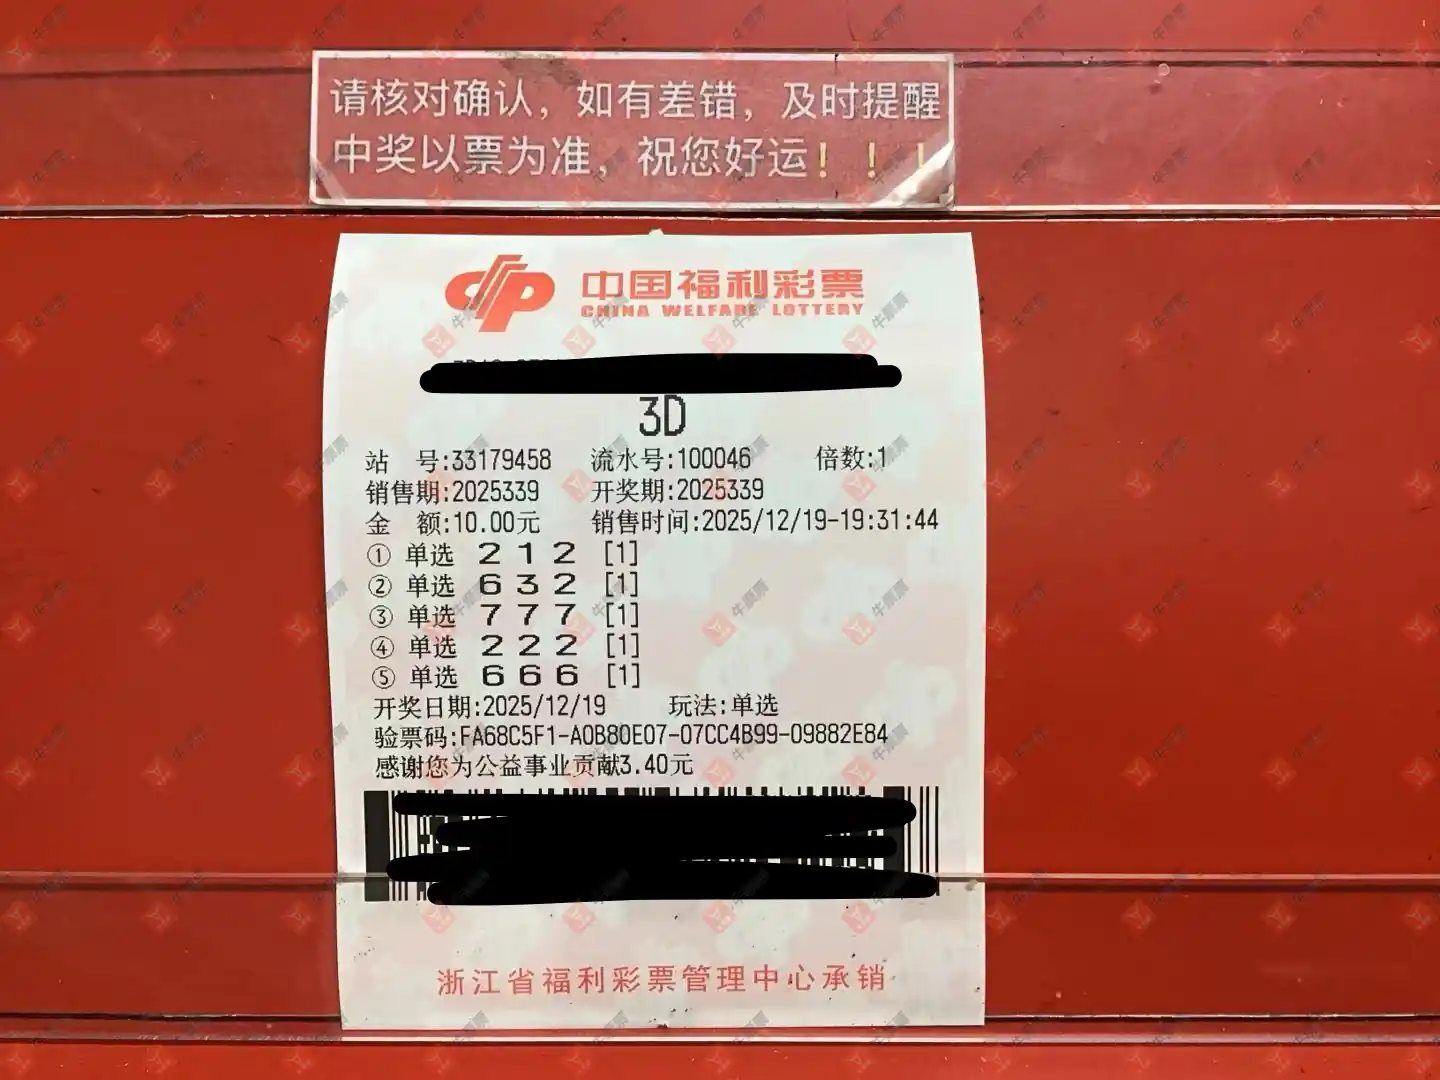 请核对确认，如有差错，及时提醒
中奖以票为准，祝您好运！！！
中国福利彩票
CHINA WELFARE LOTTERY
3D
站 号:33179458 流水号:100046 倍数:1
销售期:2025339 开奖期:2025339
金 额:10.00元 销售时间:2025/12/19-19:31:44
① 单选 2 1 2 [1]
② 单选 6 3 2 [1]
③ 单选 7 7 7 [1]
④ 单选 2 2 2 [1]
⑤ 单选 6 6 6 [1]
开奖日期:2025/12/19 玩法:单选
验票码:FA68C5F1-A0B80E07-07CC4B99-09882E84
感谢您为公益事业贡献3.40元
浙江省福利彩票管理中心承销